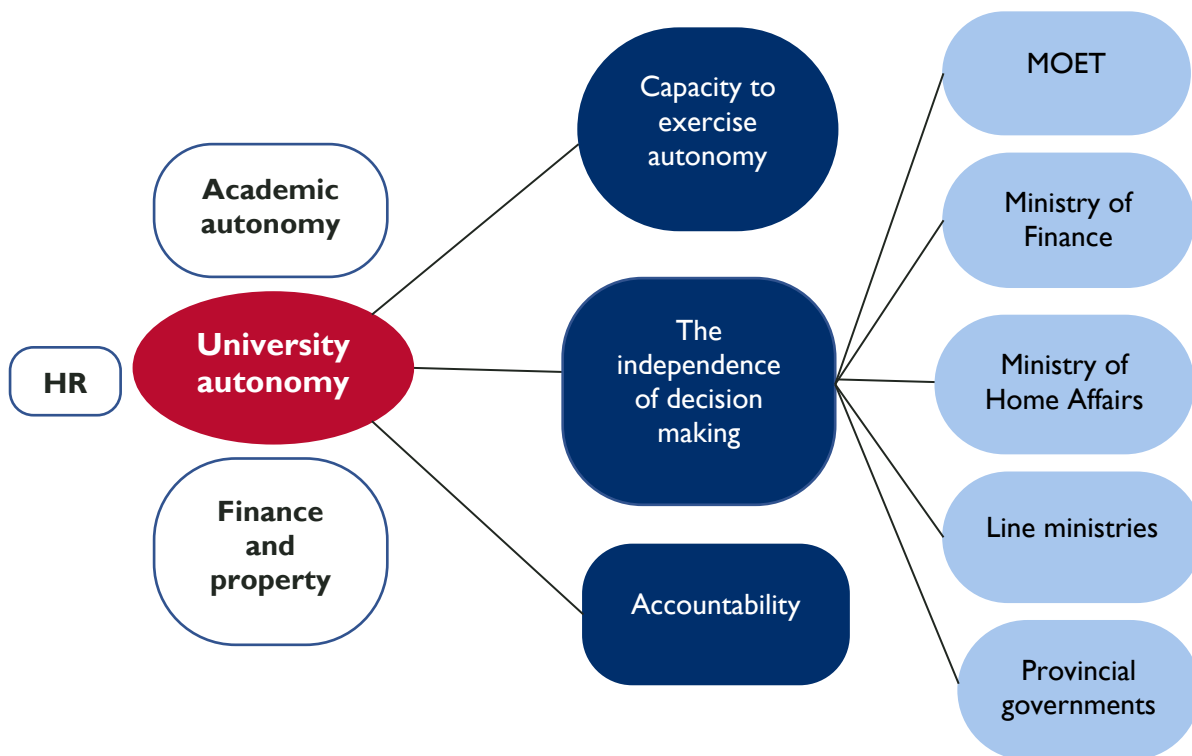 Academic
autonomy
University
autonomy
HR
Finance
and
property
Capacity to
exercise
autonomy
The
independence
of decision
making
Accountability
MOET
Ministry of
Finance
Ministry of
Home Affairs
Line ministries
Provincial
governments